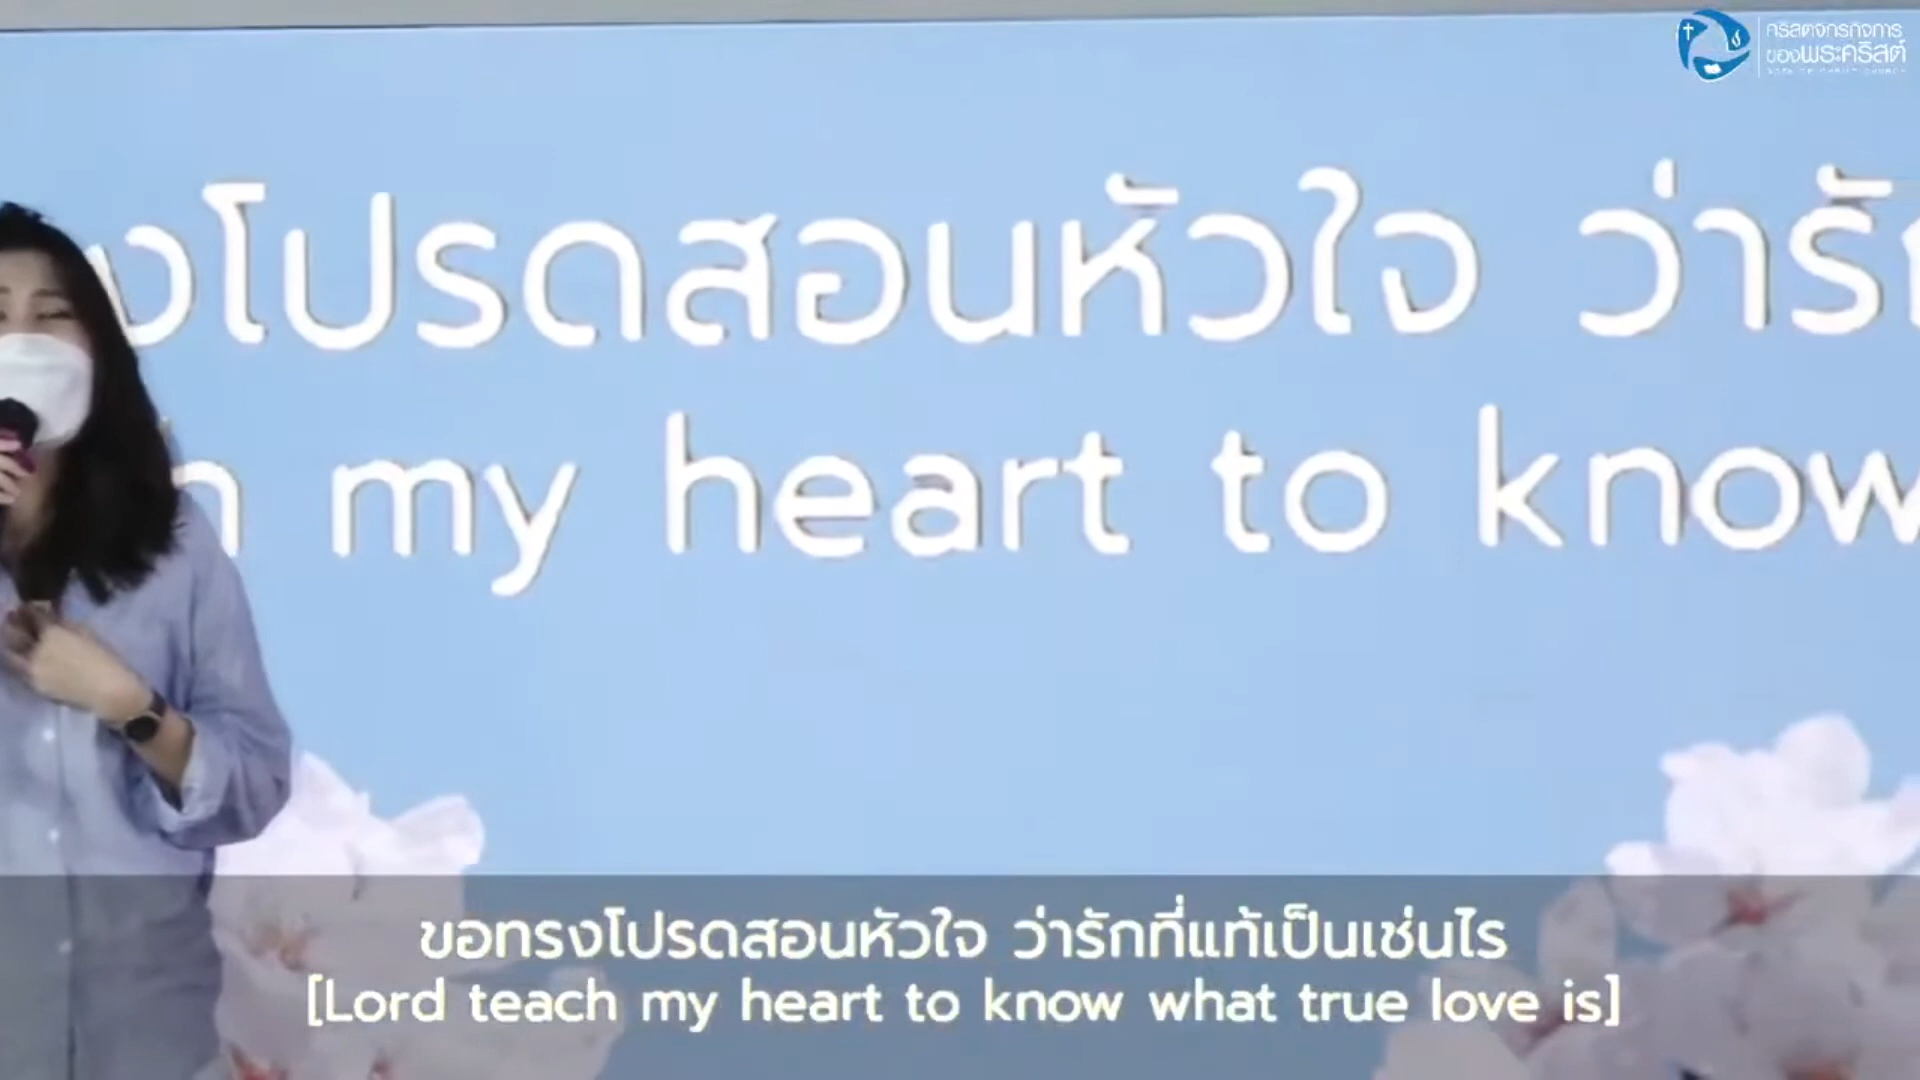 คริสตจักรกิจการ
ของพระคริสต์
งโปรดสอนหัวใจ ว่ารัก
h my heart to know
ขอทรงโปรดสอนหัวใจ ว่ารักที่แท้เป็นเช่นไร
[Lord teach my heart to know what true love is]